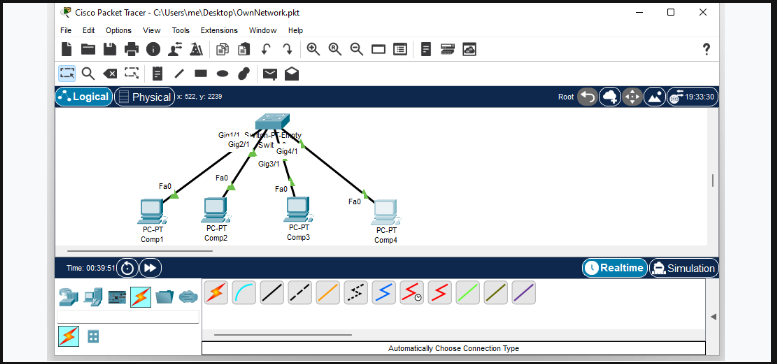 Cisco Packet Tracer - C:\Users\me\Desktop\OwnNetwork.pkt
File Edit Options View Tools Extensions Window Help
?
Logical Physical x: 522, y: 2239 Root 19:33:30
Gig1/1 Switch-PT-Empty
Gig2/1 Swit
Gig4/1
Gig3/1
Fa0 Fa0 Fa0 Fa0
PC-PT PC-PT PC-PT PC-PT
Comp1 Comp2 Comp3 Comp4
Time: 00:39:51 Realtime Simulation
Automatically Choose Connection Type